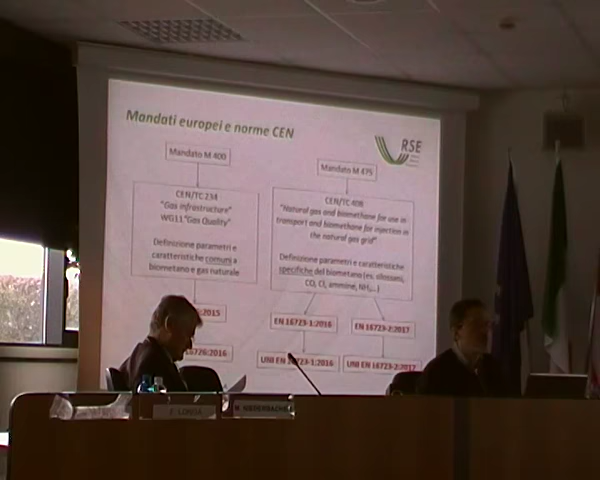 Mandati europei e norme CEN
RSE
Mandato M 400
Mandato M 475
CEN/TC 234
"Gas infrastructure"
WG11 "Gas Quality"
Definizione parametri e
caratteristiche comuni a
biometano e gas naturale
CEN/TC 408
"Natural gas and biomethane for use in
transport and biomethane for injection in
the natural gas grid"
Definizione parametri e caratteristiche
specifiche del biometano (es. silossani,
CO, Cl, ammine, NH₃...)
:2015
16726:2016
EN 16723-1:2016
EN 16723-2:2017
UNI EN 16723-1:2016
UNI EN 16723-2:2017